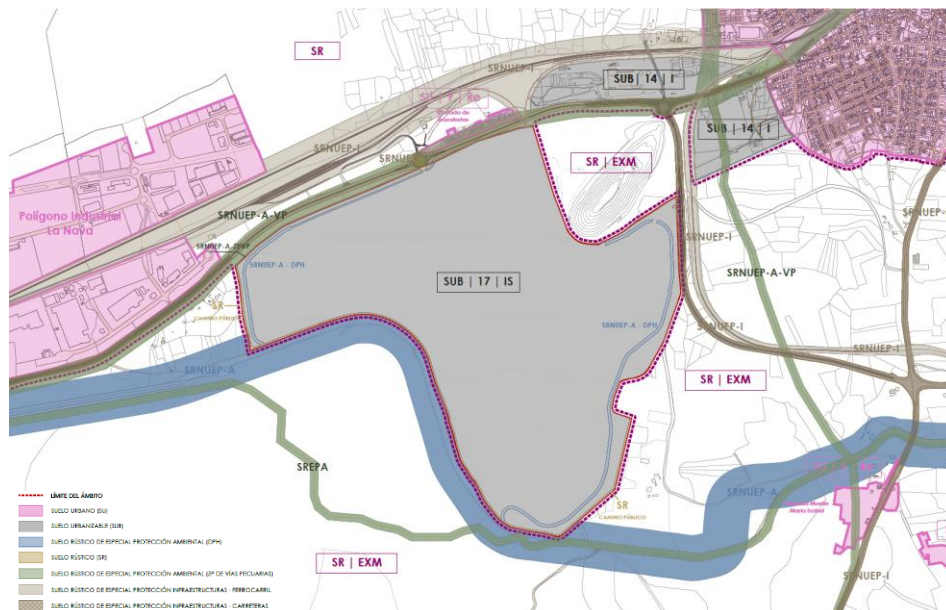 SR
SRNUEP-I
SUB | 14 | I
SUB | 14 | I
SR | EXM
SRNUEP-I
Polígono Industrial
La Nava
SRNUEP-A-VP
SRNUEP-A-ZPVP
SRNUEP-A - DPH
SUB | 17 | IS
SRNUEP-I
SRNUEP-I
SRNUEP-A-VP
SR
CAMINO PÚBLICO
SRNUEP-A - DPH
SRNUEP-I
SRNUEP-I
SRNUEP-A
SR | EXM
SREPA
SRNUEP-A
María Isabel
SR
CAMINO PÚBLICO
SR | EXM
SRNUEP-I
LÍMITE DEL ÁMBITO
SUELO URBANO (SU)
SUELO URBANIZABLE (SUB)
SUELO RÚSTICO DE ESPECIAL PROTECCIÓN AMBIENTAL (DPH)
SUELO RÚSTICO (SR)
SUELO RÚSTICO DE ESPECIAL PROTECCIÓN AMBIENTAL (ZP DE VÍAS PECUARIAS)
SUELO RÚSTICO DE ESPECIAL PROTECCIÓN INFRAESTRUCTURAS - FERROCARRIL
SUELO RÚSTICO DE ESPECIAL PROTECCIÓN INFRAESTRUCTURAS - CARRETERAS